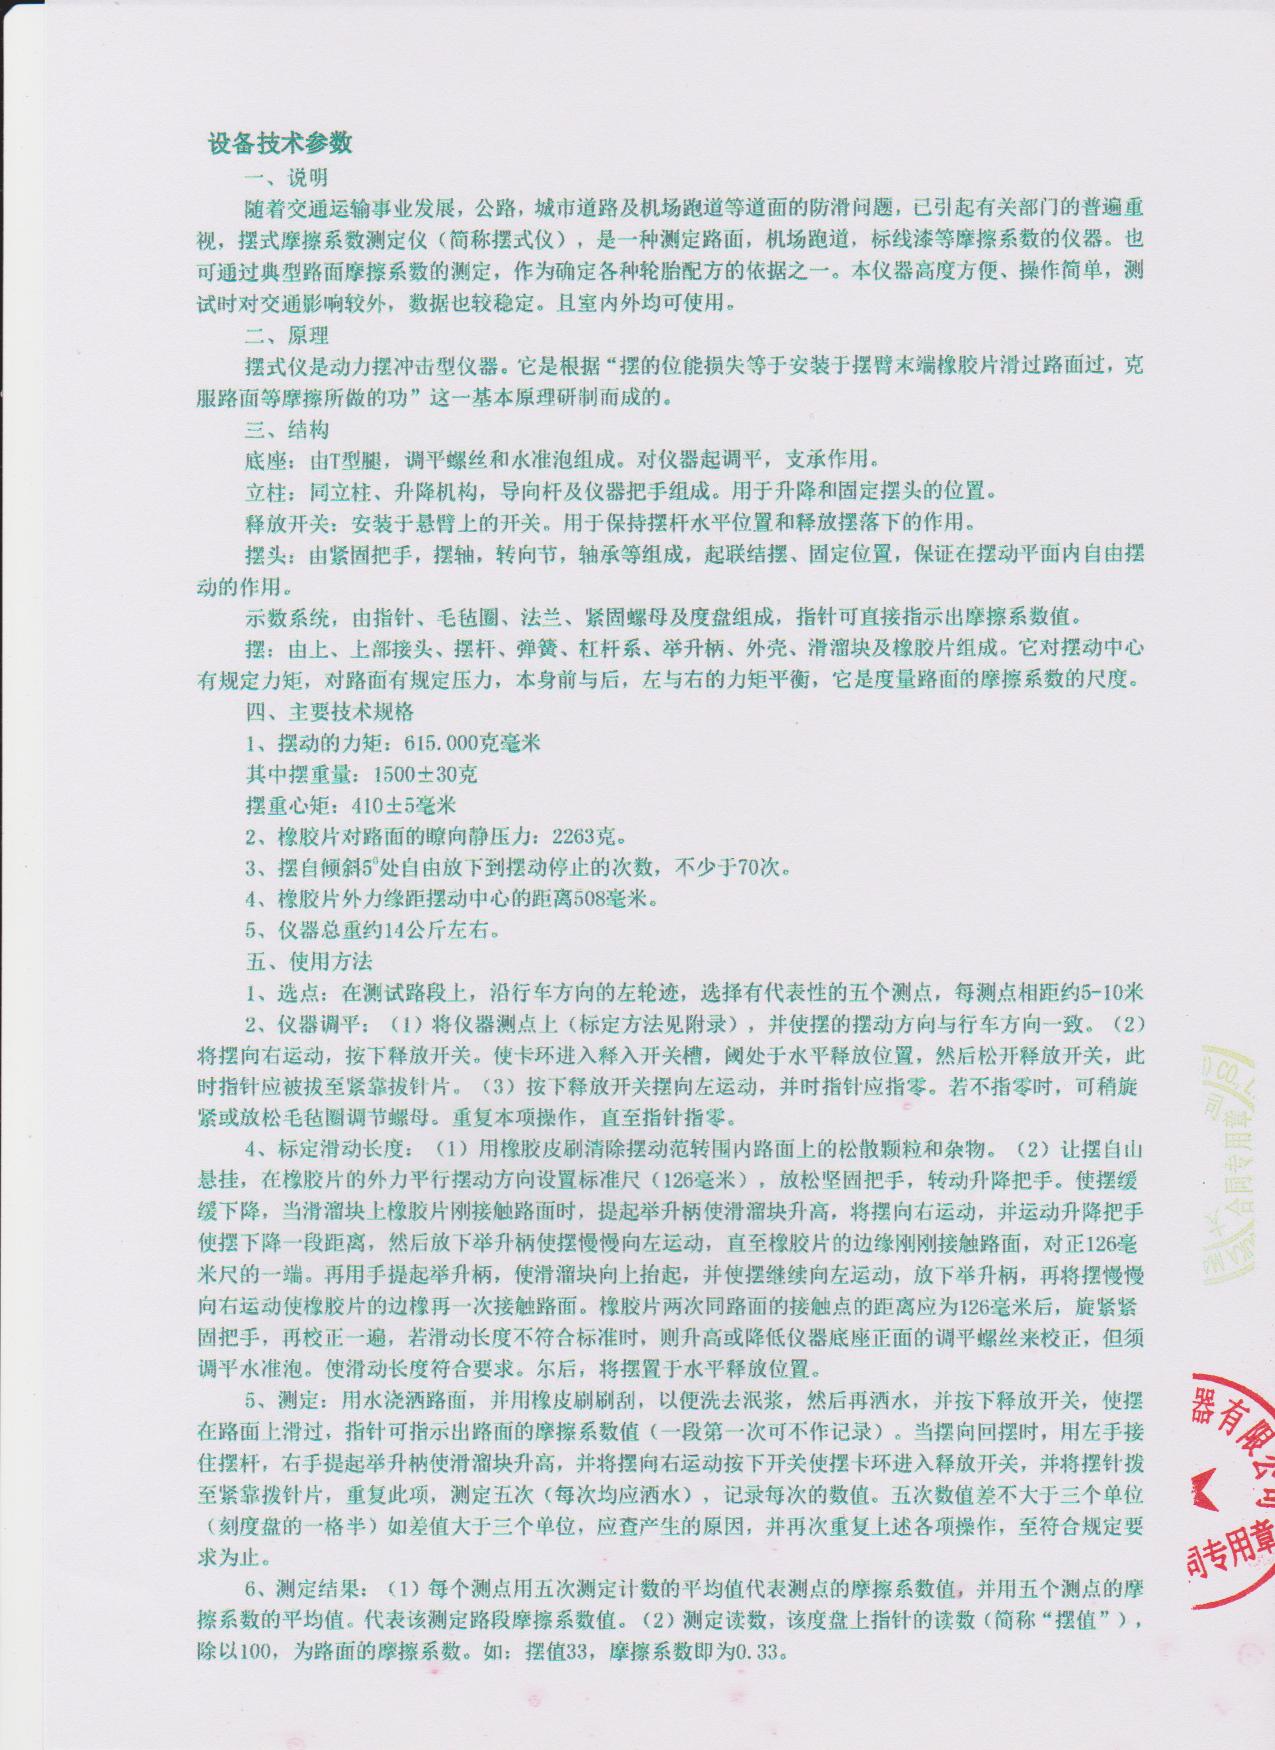 设备技术参数
一、说明
随着交通运输事业发展，公路，城市道路及机场跑道等道面的防滑问题，已引起有关部门的普遍重
视，摆式摩擦系数测定仪（简称摆式仪），是一种测定路面，机场跑道，标线漆等摩擦系数的仪器。也
可通过典型路面摩擦系数的测定，作为确定各种轮胎配方的依据之一。本仪器高度方便、操作简单，测
试时对交通影响较外，数据也较稳定。且室内外均可使用。
二、原理
摆式仪是动力摆冲击型仪器。它是根据“摆的位能损失等于安装于摆臂末端橡胶片滑过路面过，克
服路面等摩擦所做的功”这一基本原理研制而成的。
三、结构
底座：由T型腿，调平螺丝和水准泡组成。对仪器起调平，支承作用。
立柱：同立柱、升降机构，导向杆及仪器把手组成。用于升降和固定摆头的位置。
释放开关：安装于悬臂上的开关。用于保持摆杆水平位置和释放摆落下的作用。
摆头：由紧固把手，摆轴，转向节，轴承等组成，起联结摆、固定位置，保证在摆动平面内自由摆
动的作用。
示数系统，由指针、毛毡圈、法兰、紧固螺母及度盘组成，指针可直接指示出摩擦系数值。
摆：由上、上部接头、摆杆、弹簧、杠杆系、举升柄、外壳、滑溜块及橡胶片组成。它对摆动中心
有规定力矩，对路面有规定压力，本身前与后，左与右的力矩平衡，它是度量路面的摩擦系数的尺度。
四、主要技术规格
1、摆动的力矩：615.000克毫米
其中摆重量：1500±30克
摆重心矩：410±5毫米
2、橡胶片对路面的瞭向静压力：2263克。
3、摆自倾斜5°处自由放下到摆动停止的次数，不少于70次。
4、橡胶片外力缘距摆动中心的距离508毫米。
5、仪器总重约14公斤左右。
五、使用方法
1、选点：在测试路段上，沿行车方向的左轮迹，选择有代表性的五个测点，每测点相距约5-10米
2、仪器调平：（1）将仪器测点上（标定方法见附录），并使摆的摆动方向与行车方向一致。（2）
将摆向右运动，按下释放开关。使卡环进入释入开关槽，阈处于水平释放位置，然后松开释放开关，此
时指针应被拔至紧靠拔针片。（3）按下释放开关摆向左运动，并时指针应指零。若不指零时，可稍旋
紧或放松毛毡圈调节螺母。重复本项操作，直至指针指零。
4、标定滑动长度：（1）用橡胶皮刷清除摆动范转围内路面上的松散颗粒和杂物。（2）让摆自山
悬挂，在橡胶片的外力平行摆动方向设置标准尺（126毫米），放松坚固把手，转动升降把手。使摆缓
缓下降，当滑溜块上橡胶片刚接触路面时，提起举升柄使滑溜块升高，将摆向右运动，并运动升降把手
使摆下降一段距离，然后放下举升柄使摆慢慢向左运动，直至橡胶片的边缘刚刚接触路面，对正126毫
米尺的一端。再用手提起举升柄，使滑溜块向上抬起，并使摆继续向左运动，放下举升柄，再将摆慢慢
向右运动使橡胶片的边橡再一次接触路面。橡胶片两次同路面的接触点的距离应为126毫米后，旋紧紧
固把手，再校正一遍，若滑动长度不符合标准时，则升高或降低仪器底座正面的调平螺丝来校正，但须
调平水准泡。使滑动长度符合要求。尔后，将摆置于水平释放位置。
5、测定：用水浇洒路面，并用橡皮刷刷刮，以便洗去泯浆，然后再洒水，并按下释放开关，使摆
在路面上滑过，指针可指示出路面的摩擦系数值（一段第一次可不作记录）。当摆向回摆时，用左手接
住摆杆，右手提起举升枘使滑溜块升高，并将摆向右运动按下开关使摆卡环进入释放开关，并将摆针拨
至紧靠拨针片，重复此项，测定五次（每次均应洒水），记录每次的数值。五次数值差不大于三个单位
（刻度盘的一格半）如差值大于三个单位，应查产生的原因，并再次重复上述各项操作，至符合规定要
求为止。
6、测定结果：（1）每个测点用五次测定计数的平均值代表测点的摩擦系数值，并用五个测点的摩
擦系数的平均值。代表该测定路段摩擦系数值。（2）测定读数，该度盘上指针的读数（简称“摆值”），
除以100，为路面的摩擦系数。如：摆值33，摩擦系数即为0.33。
CO., L
司
合同专用章
器有限公司
同专用章